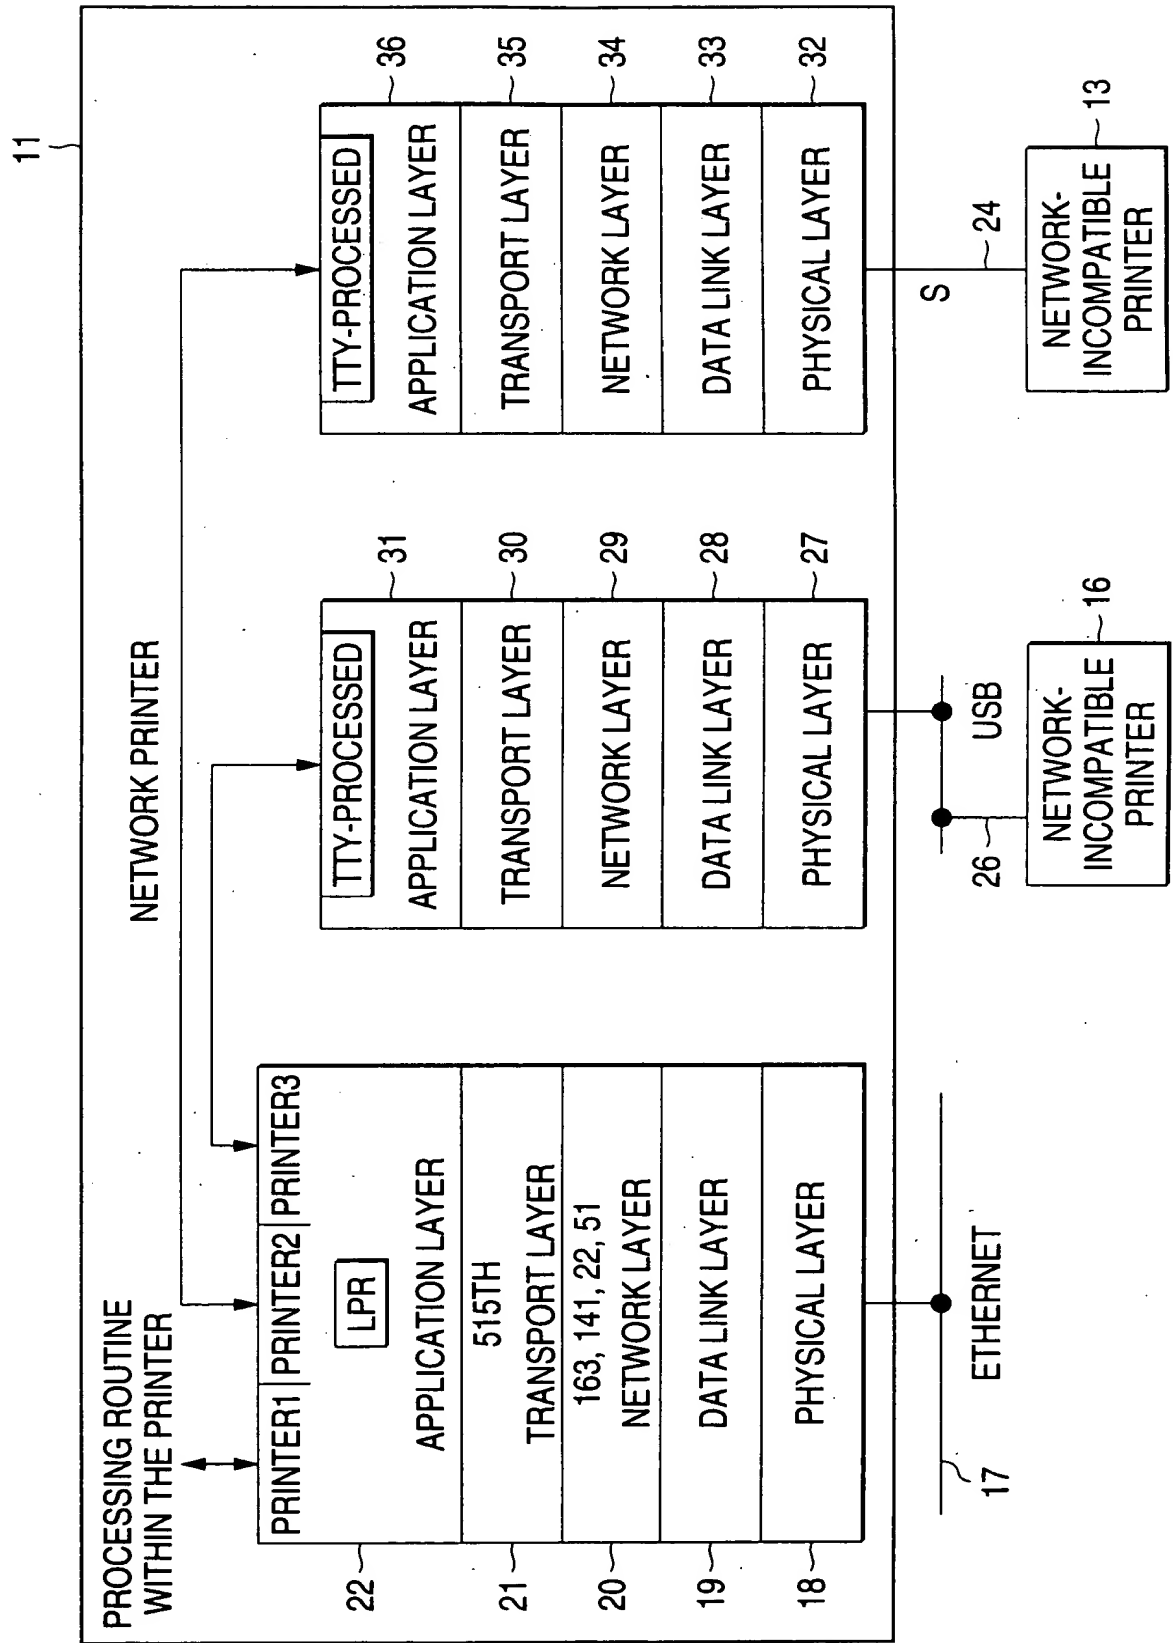 11
NETWORK PRINTER
PROCESSING ROUTINE
WITHIN THE PRINTER
PRINTER1 PRINTER2 PRINTER3
LPR
APPLICATION LAYER
22
515TH
TRANSPORT LAYER
21
163, 141, 22, 51
NETWORK LAYER
20
DATA LINK LAYER
19
PHYSICAL LAYER
18
ETHERNET
17
TTY-PROCESSED
APPLICATION LAYER
31
TRANSPORT LAYER
30
NETWORK LAYER
29
DATA LINK LAYER
28
PHYSICAL LAYER
27
USB
26
NETWORK-
INCOMPATIBLE
PRINTER
16
TTY-PROCESSED
APPLICATION LAYER
36
TRANSPORT LAYER
35
NETWORK LAYER
34
DATA LINK LAYER
33
PHYSICAL LAYER
32
S
24
NETWORK-
INCOMPATIBLE
PRINTER
13